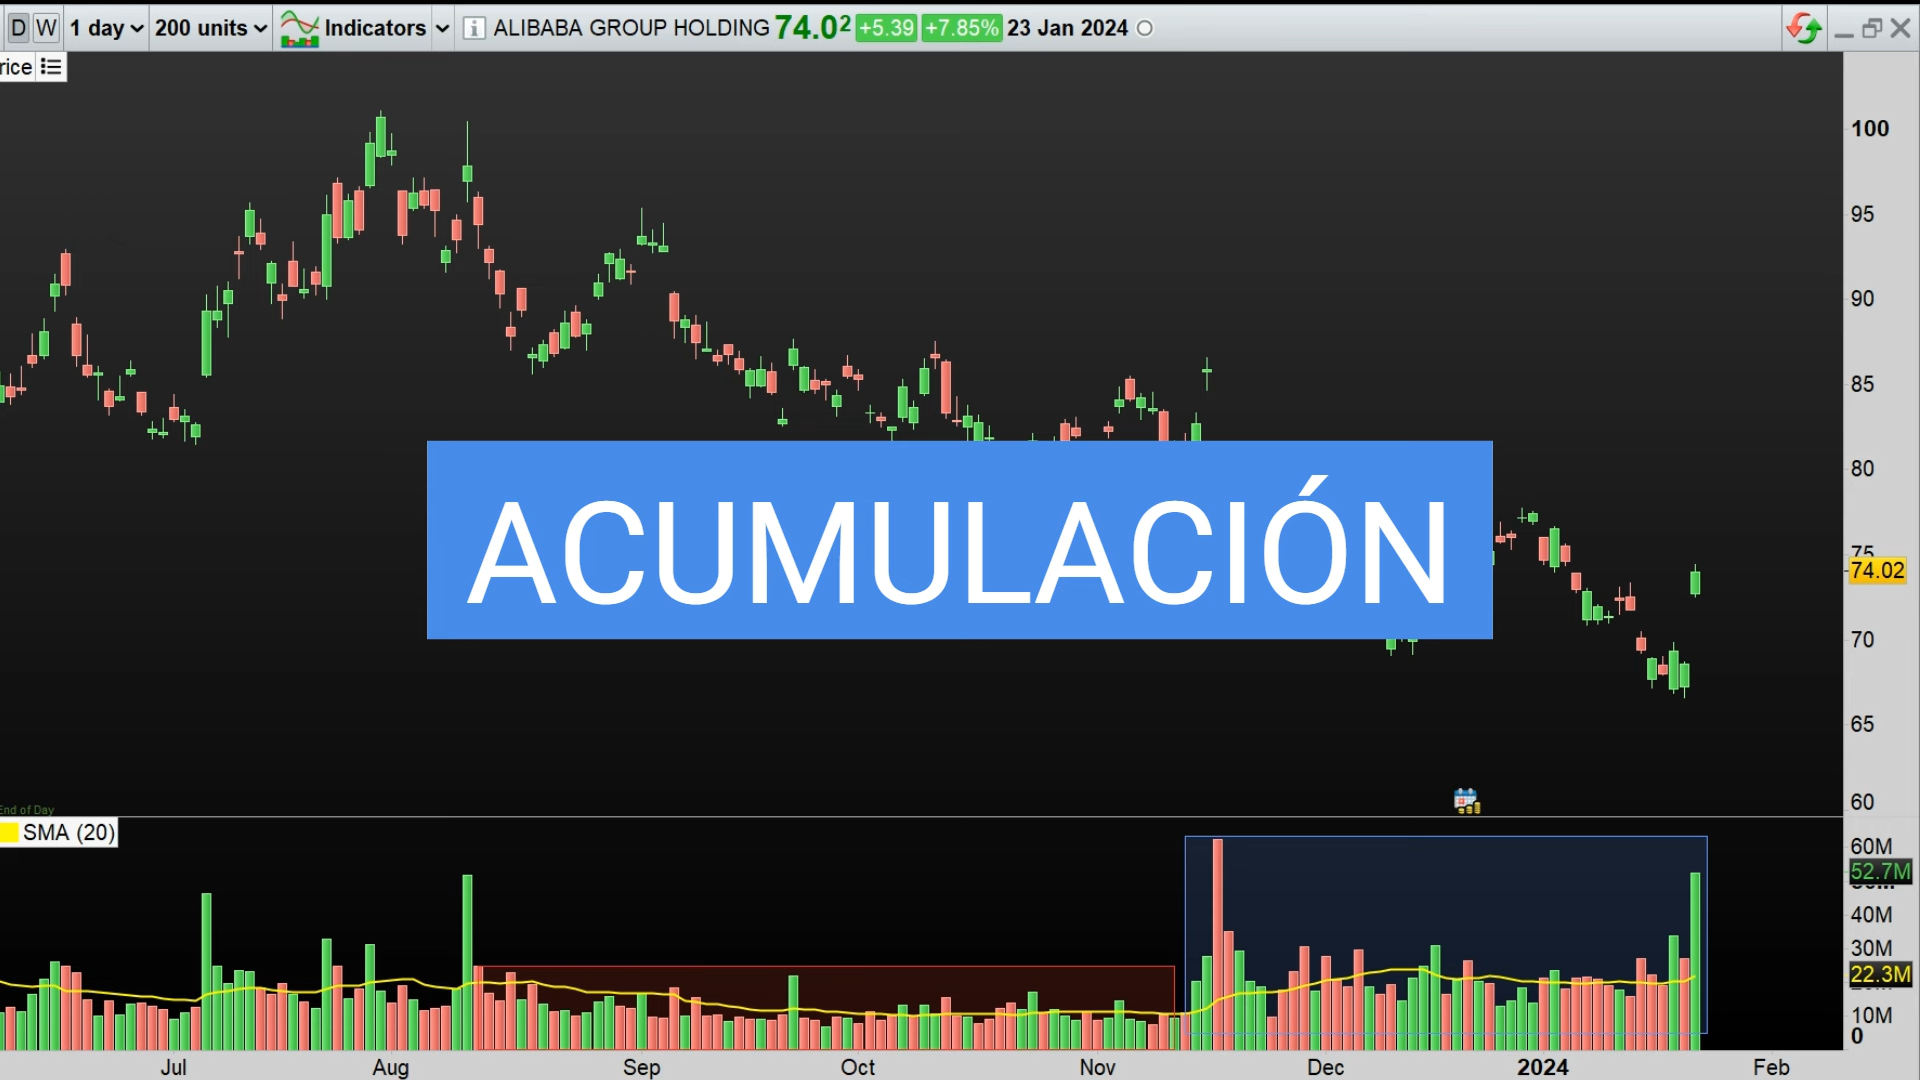 D W 1 day 200 units Indicators ALIBABA GROUP HOLDING 74.02 +5.39 +7.85% 23 Jan 2024
rice
100
95
90
85
80
ACUMULACIÓN
75
74.02
70
65
60
End of Day
SMA (20)
60M
52.7M
40M
30M
22.3M
10M
0
Jul Aug Sep Oct Nov Dec 2024 Feb